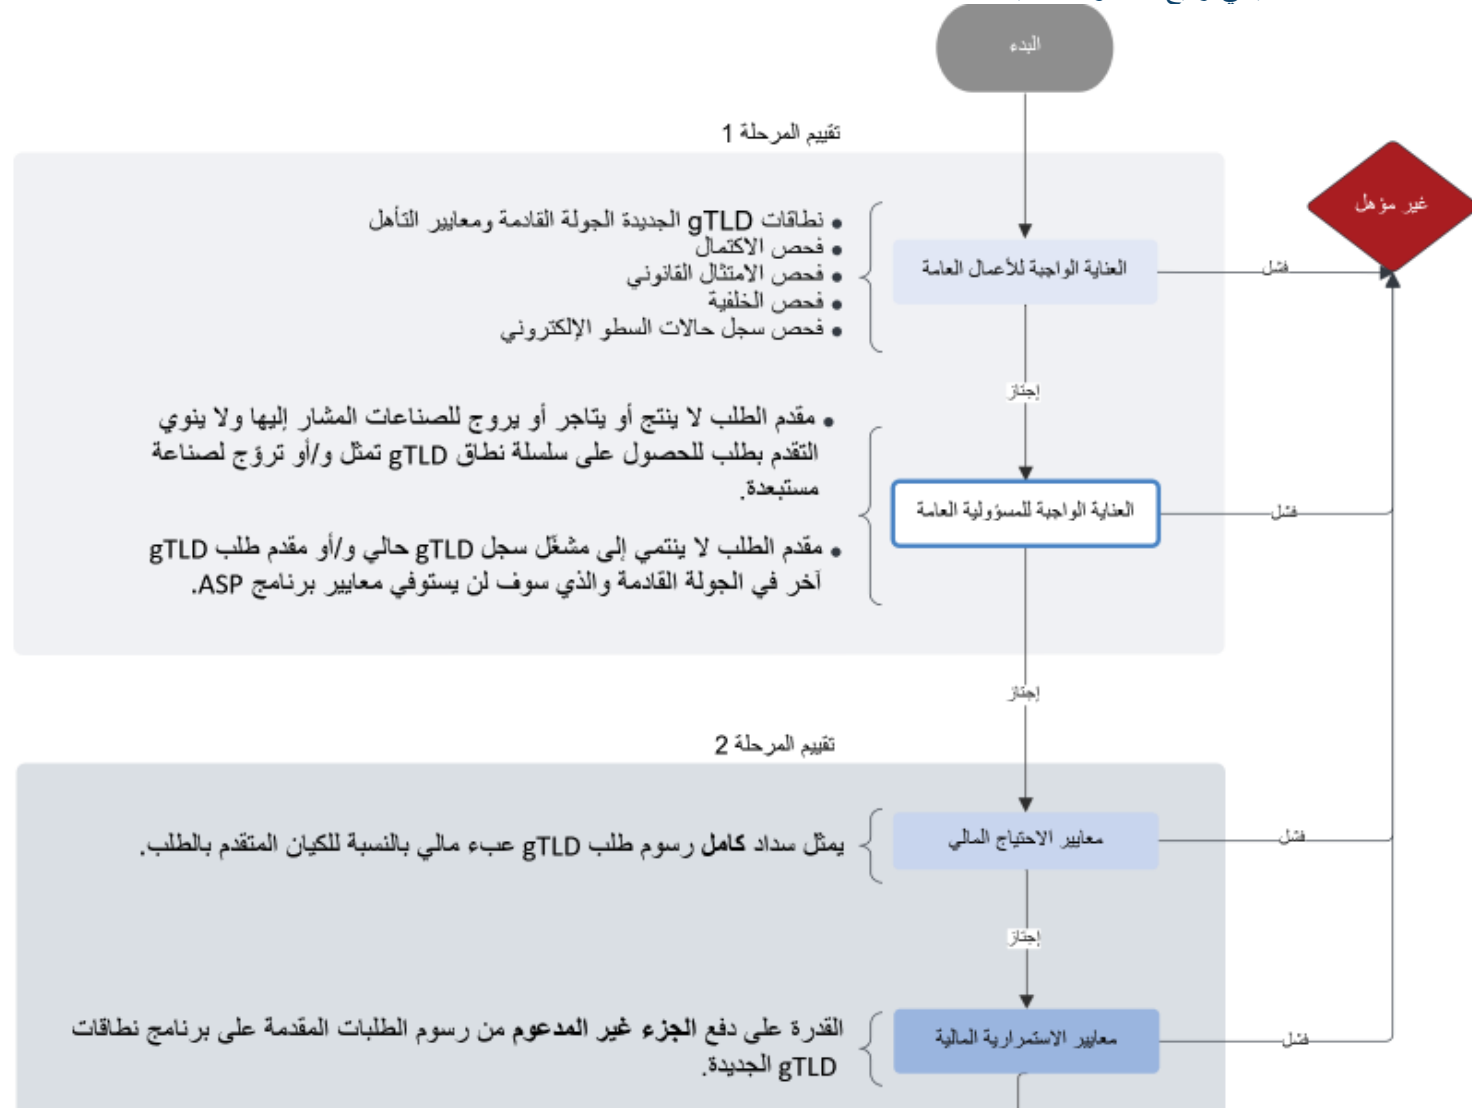 البدء
تقييم المرحلة 1
غير مؤهل
• نطاقات gTLD الجديدة الجولة القادمة ومعايير التأهل
• فحص الاكتمال
• فحص الامتثال القانوني
• فحص الخلفية
• فحص سجل حالات السطو الإلكتروني
العناية الواجبة للأعمال العامة
فشل
إجتاز
• مقدم الطلب لا ينتج أو يتاجر أو يروج للصناعات المشار إليها ولا ينوي
التقدم بطلب للحصول على سلسلة نطاق gTLD تمثل و/أو تروّج لصناعة
مستبعدة.
• مقدم الطلب لا ينتمي إلى مشغّل سجل gTLD حالي و/أو مقدم طلب gTLD
آخر في الجولة القادمة والذي سوف لن يستوفي معايير برنامج ASP.
العناية الواجبة للمسؤولية العامة
فشل
إجتاز
تقييم المرحلة 2
معايير الاحتياج المالي
يمثل سداد كامل رسوم طلب gTLD عبء مالي بالنسبة للكيان المتقدم بالطلب.
فشل
إجتاز
معايير الاستمرارية المالية
القدرة على دفع الجزء غير المدعوم من رسوم الطلبات المقدمة على برنامج نطاقات
gTLD الجديدة.
فشل